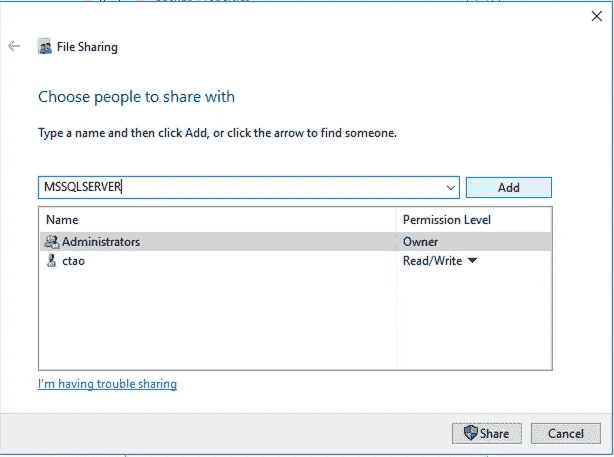 File Sharing
Choose people to share with
Type a name and then click Add, or click the arrow to find someone.
MSSQLSERVER Add
Name Permission Level
Administrators Owner
ctao Read/Write
I'm having trouble sharing
Share Cancel